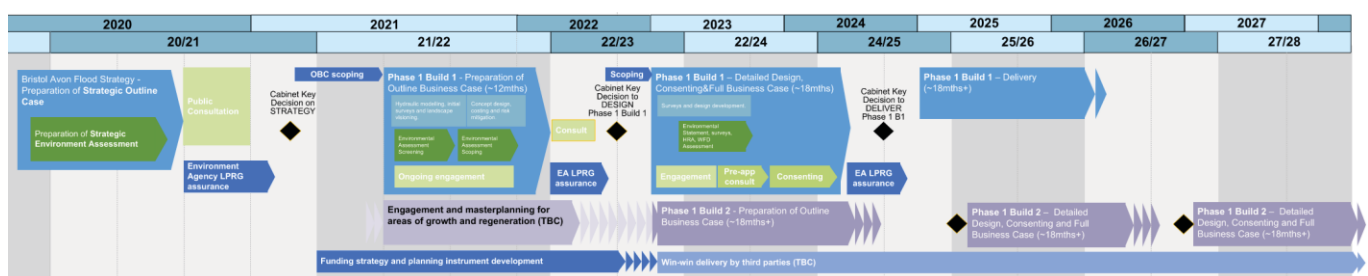 2020 2021 2022 2023 2024 2025 2026 2027
20/21 21/22 22/23 22/24 24/25 25/26 26/27 27/28
Bristol Avon Flood Strategy -
Preparation of Strategic Outline
Case
Preparation of Strategic
Environment Assessment
Public
Consultation
Environment
Agency LPRG
assurance
Cabinet Key
Decision on
STRATEGY
OBC scoping
Phase 1 Build 1 - Preparation of
Outline Business Case (~12mths)
Hydraulic modelling, initial
surveys and landscape
visioning.
Concept design,
costing and risk
mitigation.
Environmental
Assessment
Screening
Environmental
Assessment
Scoping
Ongoing engagement
Consult
EA LPRG
assurance
Scoping
Cabinet Key
Decision to
DESIGN
Phase 1 Build 1
Phase 1 Build 1 – Detailed Design,
Consenting&Full Business Case (~18mths)
Surveys and design development.
Environmental
Statement, surveys,
HRA, WFD
Assessment
Engagement
Pre-app
consult
Consenting
Cabinet Key
Decision to
DELIVER
Phase 1 B1
EA LPRG
assurance
Phase 1 Build 1 – Delivery
(~18mths+)
Engagement and masterplanning for
areas of growth and regeneration (TBC)
Phase 1 Build 2 - Preparation of Outline
Business Case (~18mths+)
Phase 1 Build 2 – Detailed
Design, Consenting and Full
Business Case (~18mths+)
Phase 1 Build 2 – Detailed
Design, Consenting and Full
Business Case (~18mths+)
Funding strategy and planning instrument development
Win-win delivery by third parties (TBC)